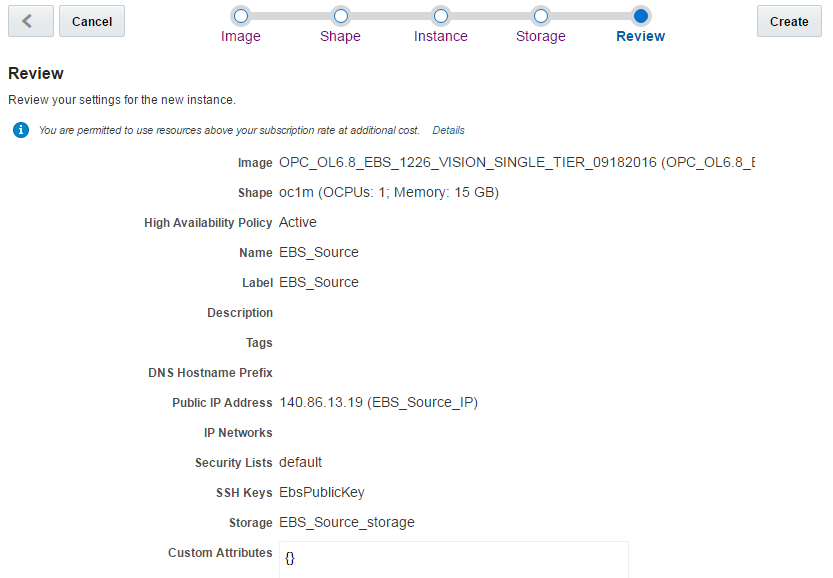 Cancel
Create
Image Shape Instance Storage Review
Review
Review your settings for the new instance.
You are permitted to use resources above your subscription rate at additional cost. Details
Image OPC_OL6.8_EBS_1226_VISION_SINGLE_TIER_09182016 (OPC_OL6.8_E
Shape oc1m (OCPUs: 1; Memory: 15 GB)
High Availability Policy Active
Name EBS_Source
Label EBS_Source
Description
Tags
DNS Hostname Prefix
Public IP Address 140.86.13.19 (EBS_Source_IP)
IP Networks
Security Lists default
SSH Keys EbsPublicKey
Storage EBS_Source_storage
Custom Attributes {}